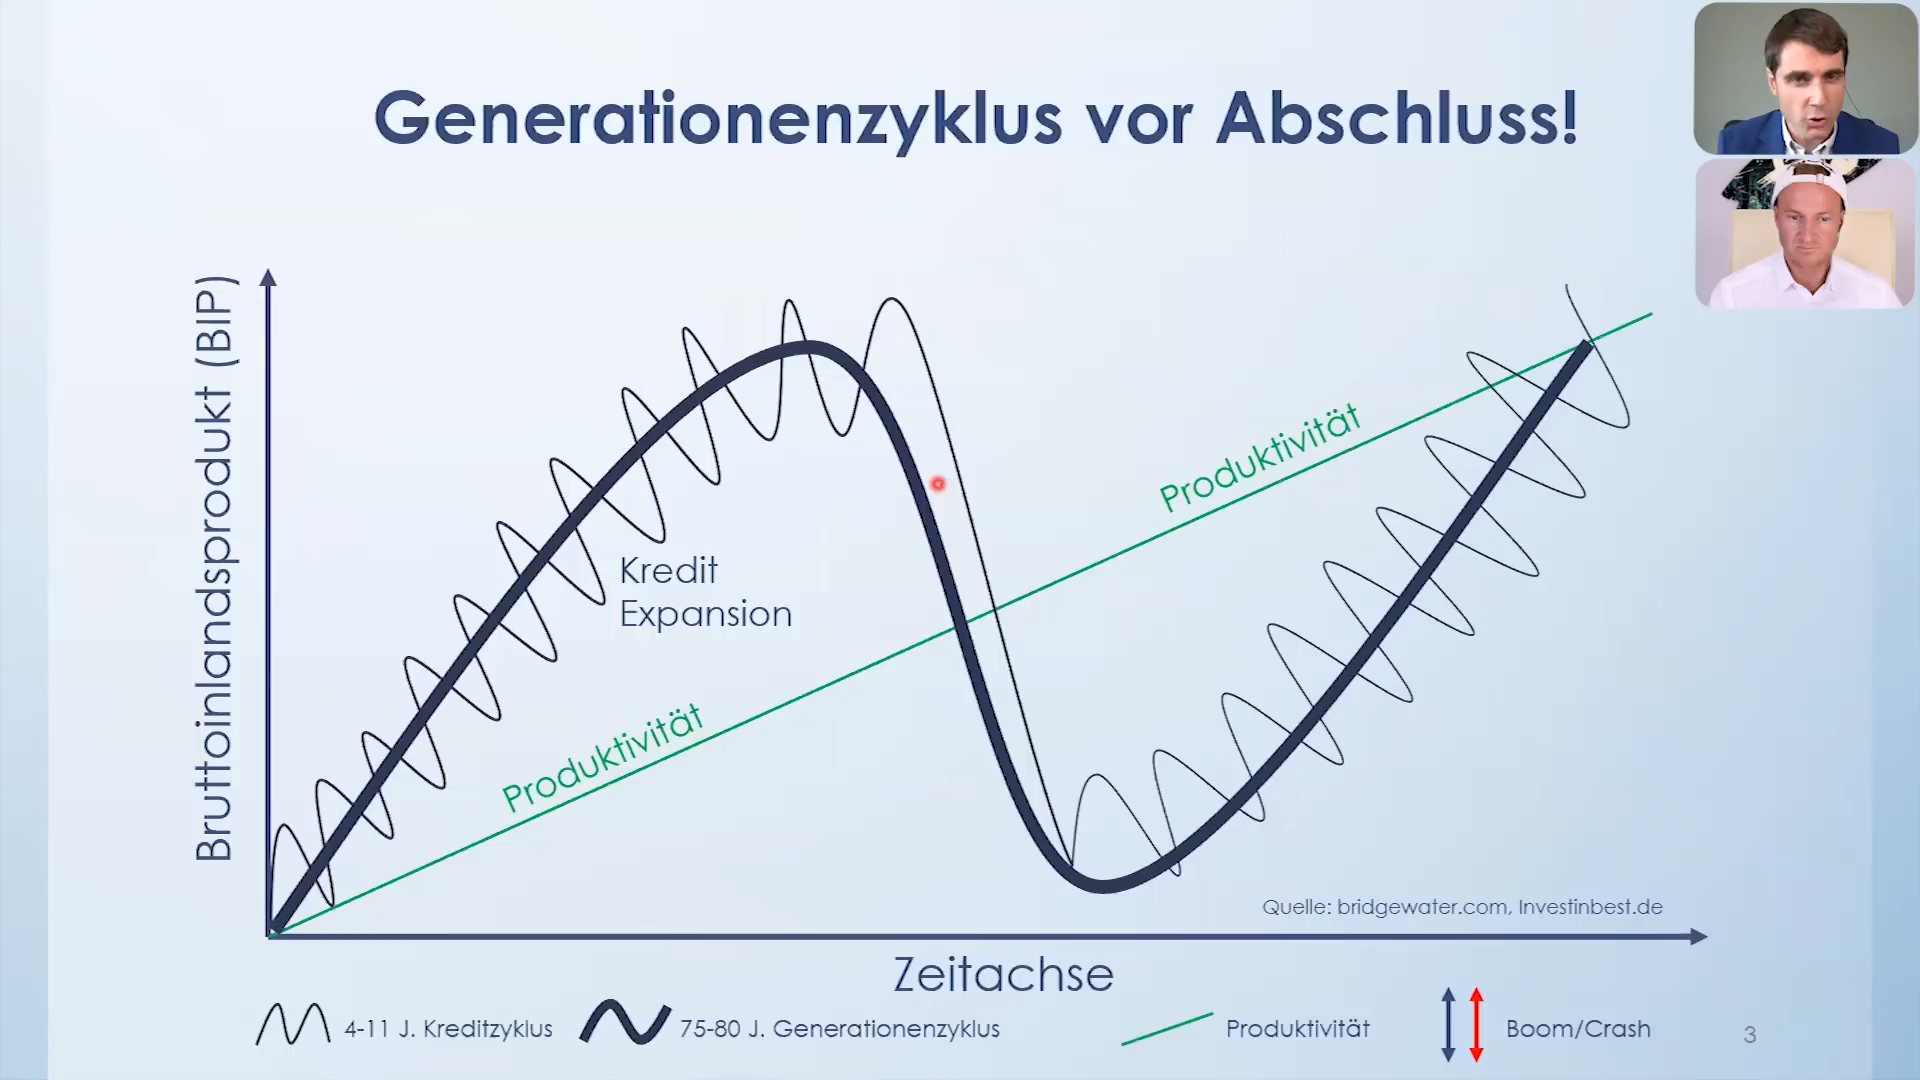 Generationenzyklus vor Abschluss!
Bruttoinlandsprodukt (BIP)
Kredit
Expansion
Produktivität
Produktivität
Quelle: bridgewater.com, Investinbest.de
Zeitachse
4-11 J. Kreditzyklus
75-80 J. Generationenzyklus
Produktivität
Boom/Crash
3